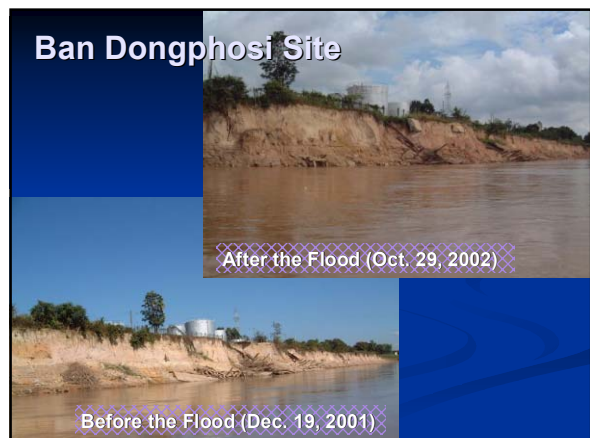 Ban Dongphosi Site
After the Flood (Oct. 29, 2002)
Before the Flood (Dec. 19, 2001)